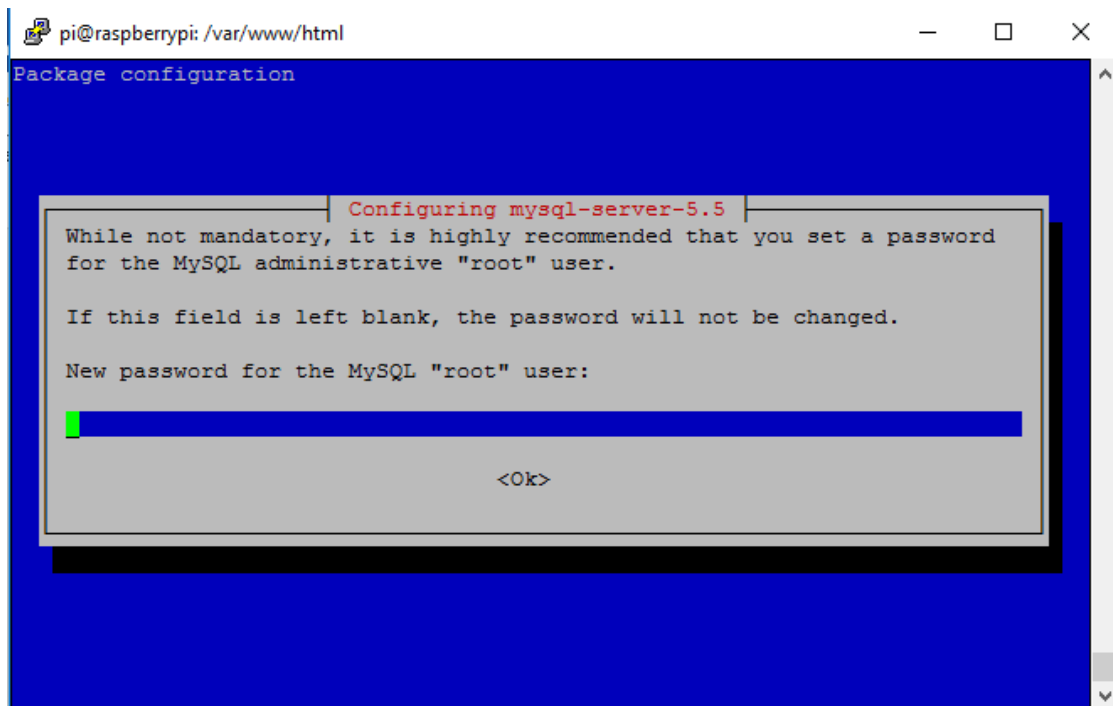 pi@raspberrypi: /var/www/html
Package configuration
Configuring mysql-server-5.5
While not mandatory, it is highly recommended that you set a password
for the MySQL administrative "root" user.
If this field is left blank, the password will not be changed.
New password for the MySQL "root" user:
<Ok>